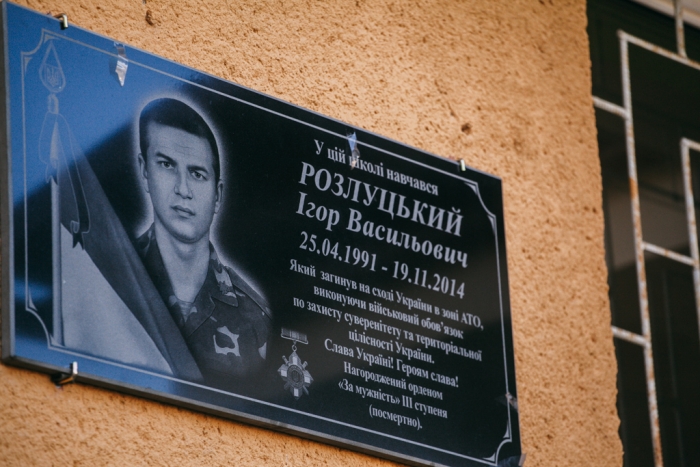 У цій школі навчався
РОЗЛУЦЬКИЙ
Ігор Васильович
25.04.1991 - 19.11.2014
Який загинув на сході України в зоні АТО,
виконуючи військовий обов'язок
по захисту суверенітету та територіальної
цілісності України.
Слава Україні! Героям слава!
Нагороджений орденом
«За мужність» III ступеня
(посмертно).